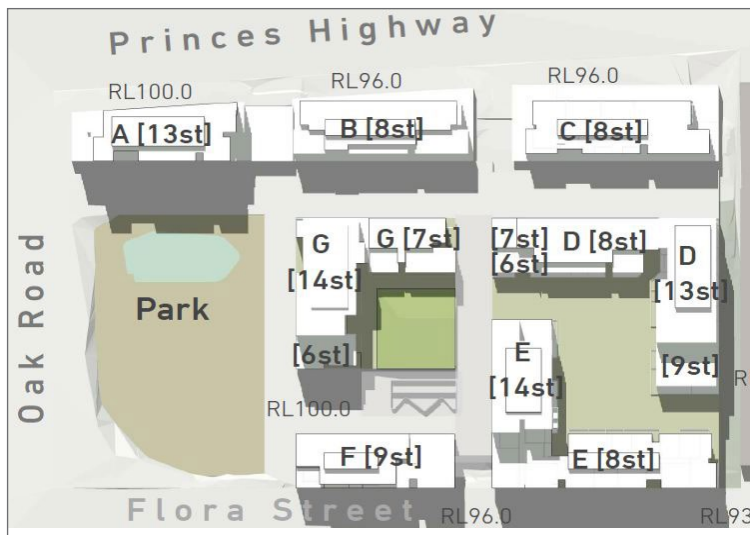 Princes Highway
RL100.0
RL96.0
RL96.0
A [13st]
B [8st]
C [8st]
Oak Road
Park
G
[14st]
[6st]
G [7st]
[7st]
[6st]
D [8st]
D
[13st]
[9st]
E
[14st]
R
RL100.0
F [9st]
E [8st]
Flora Street
RL96.0
RL93